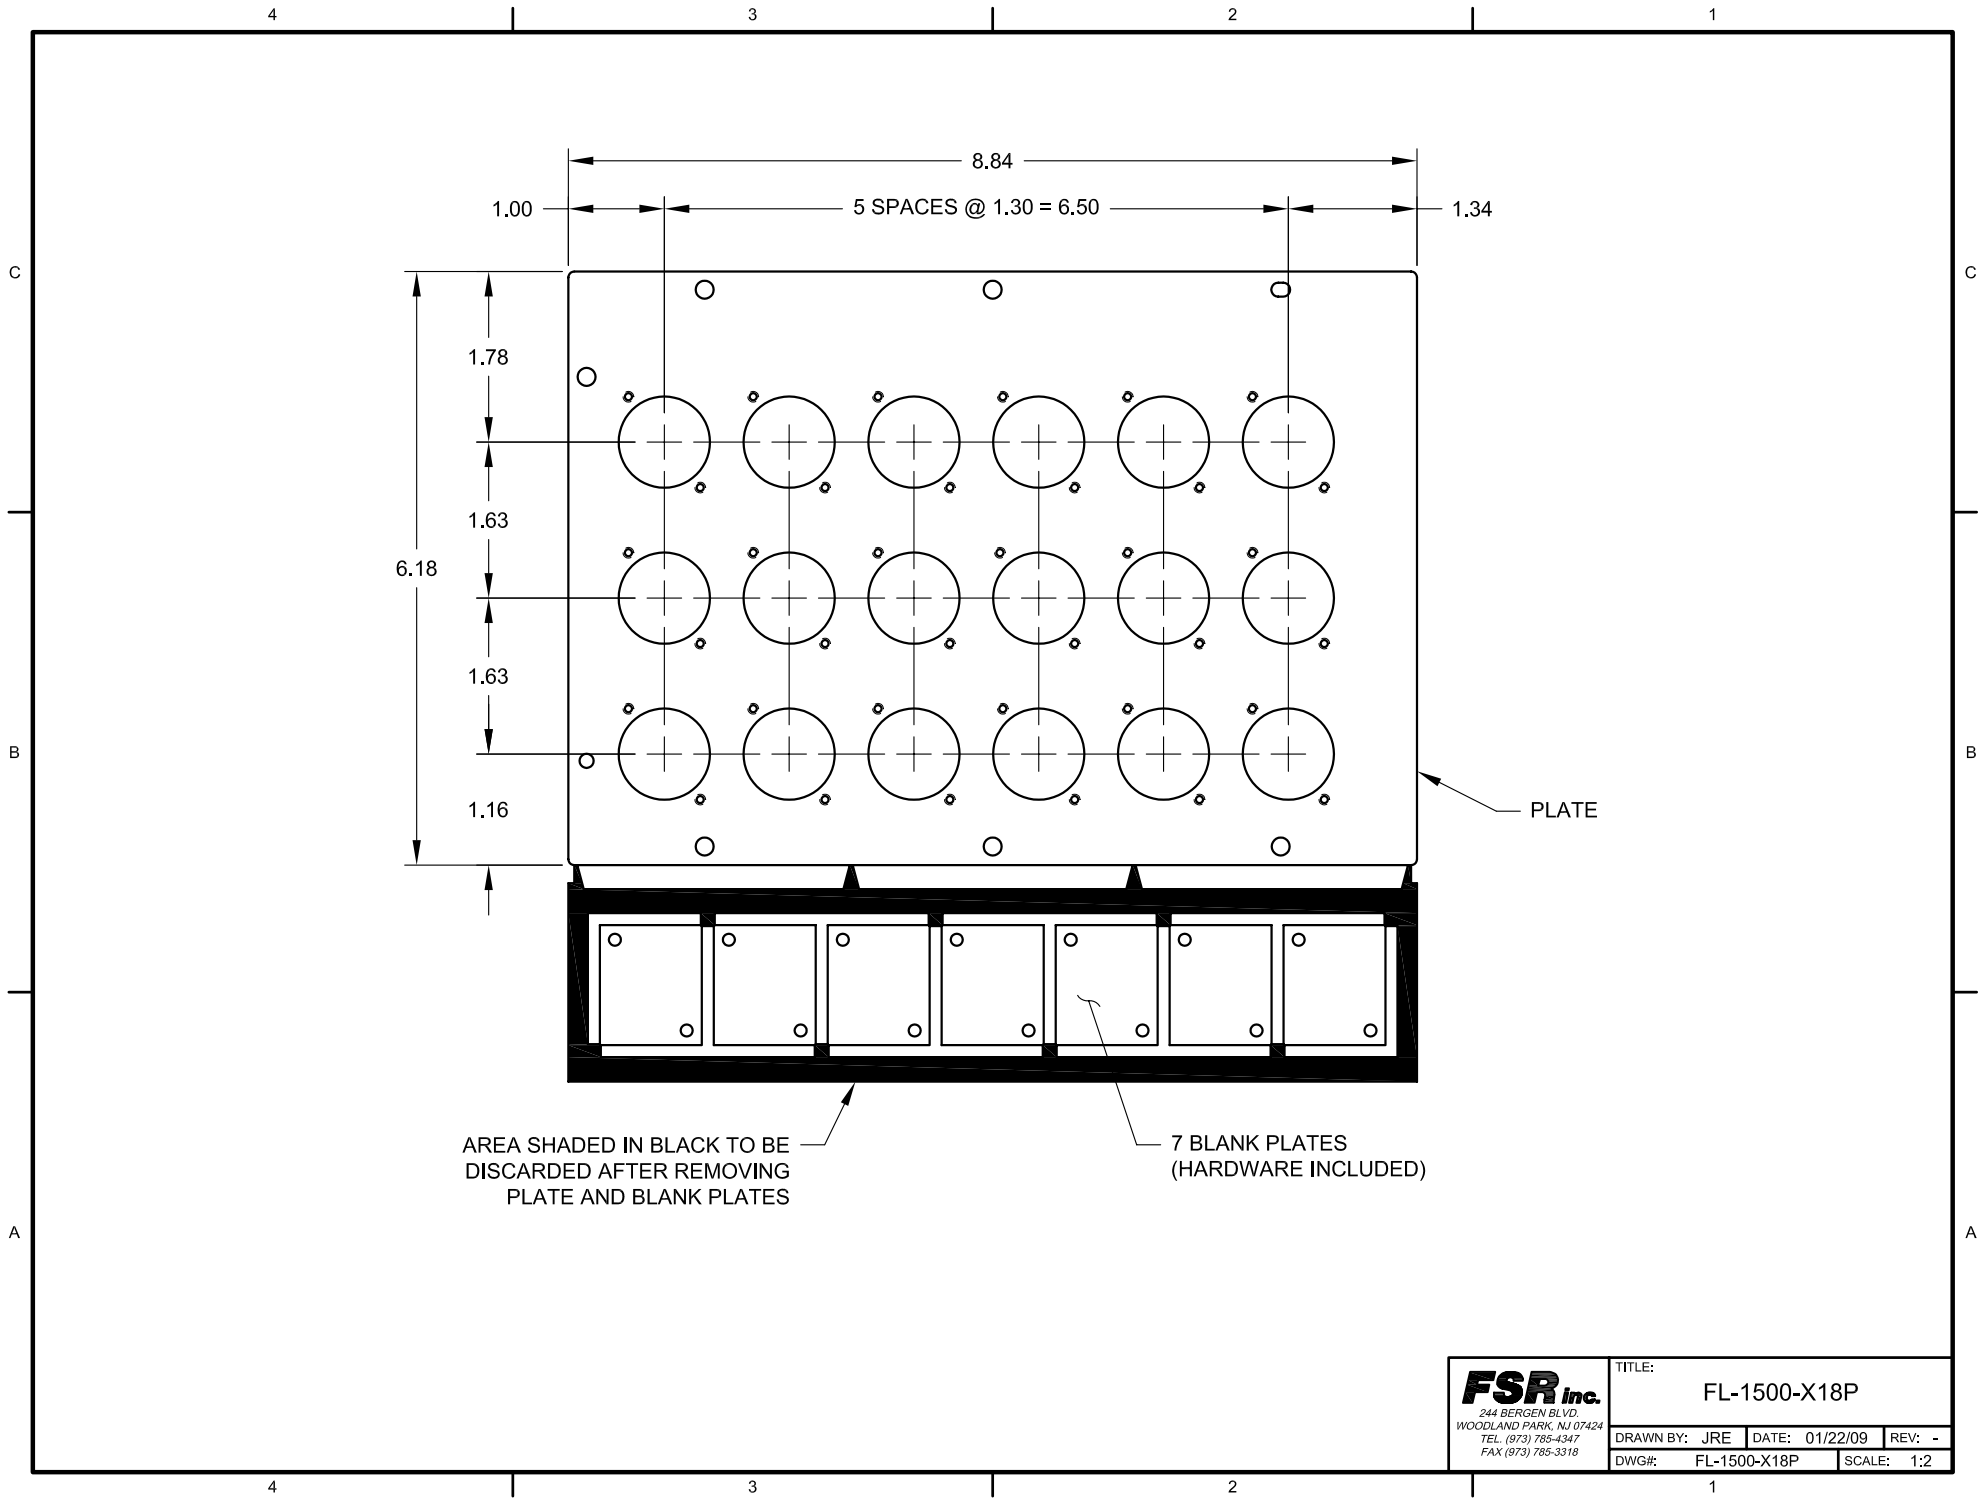 4 3 2 1
8.84
1.00 5 SPACES @ 1.30 = 6.50 1.34
C C
1.78
1.63
6.18
1.63
B B
1.16
PLATE
AREA SHADED IN BLACK TO BE
DISCARDED AFTER REMOVING
PLATE AND BLANK PLATES
7 BLANK PLATES
(HARDWARE INCLUDED)
A A
FSR inc.
244 BERGEN BLVD.
WOODLAND PARK, NJ 07424
TEL. (973) 785-4347
FAX (973) 785-3318
TITLE:
FL-1500-X18P
DRAWN BY: JRE DATE: 01/22/09 REV: -
DWG#: FL-1500-X18P SCALE: 1:2
4 3 2 1